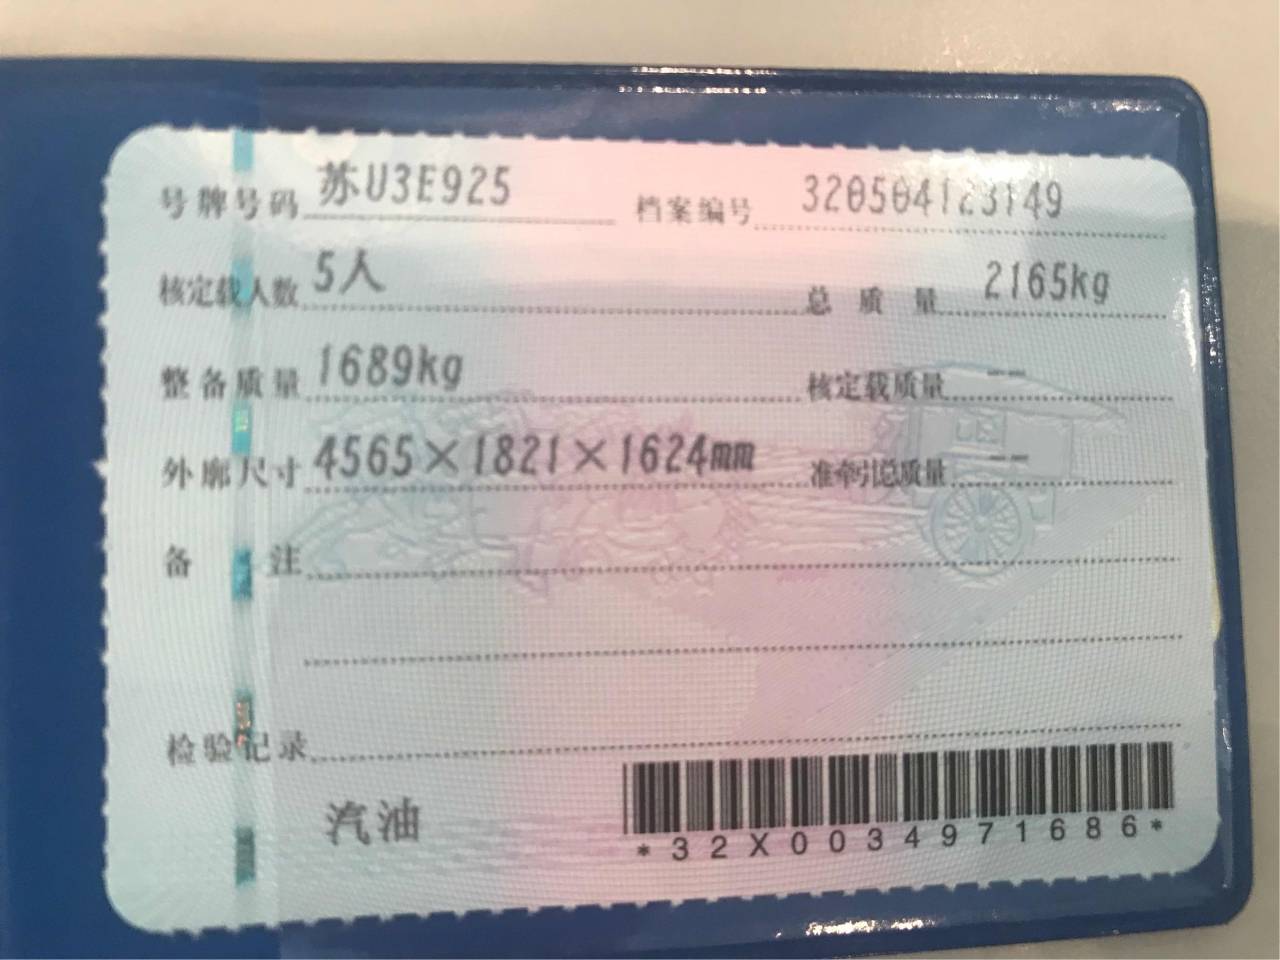 号牌号码 苏U3E925 档案编号 320504123149
核定载人数 5人 总质量 2165kg
整备质量 1689kg 核定载质量 --
外廓尺寸 4565×1821×1624mm 准牵引总质量 --
备注
检验记录
汽油
*32X0034971686*